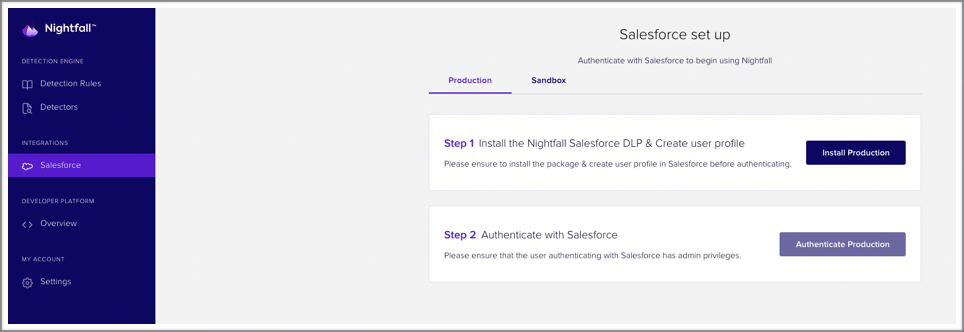 Nightfall™
DETECTION ENGINE
Detection Rules
Detectors
INTEGRATIONS
Salesforce
DEVELOPER PLATFORM
Overview
MY ACCOUNT
Settings
Salesforce set up
Authenticate with Salesforce to begin using Nightfall
Production Sandbox
Step 1 Install the Nightfall Salesforce DLP & Create user profile
Please ensure to install the package & create user profile in Salesforce before authenticating.
Install Production
Step 2 Authenticate with Salesforce
Please ensure that the user authenticating with Salesforce has admin privileges.
Authenticate Production